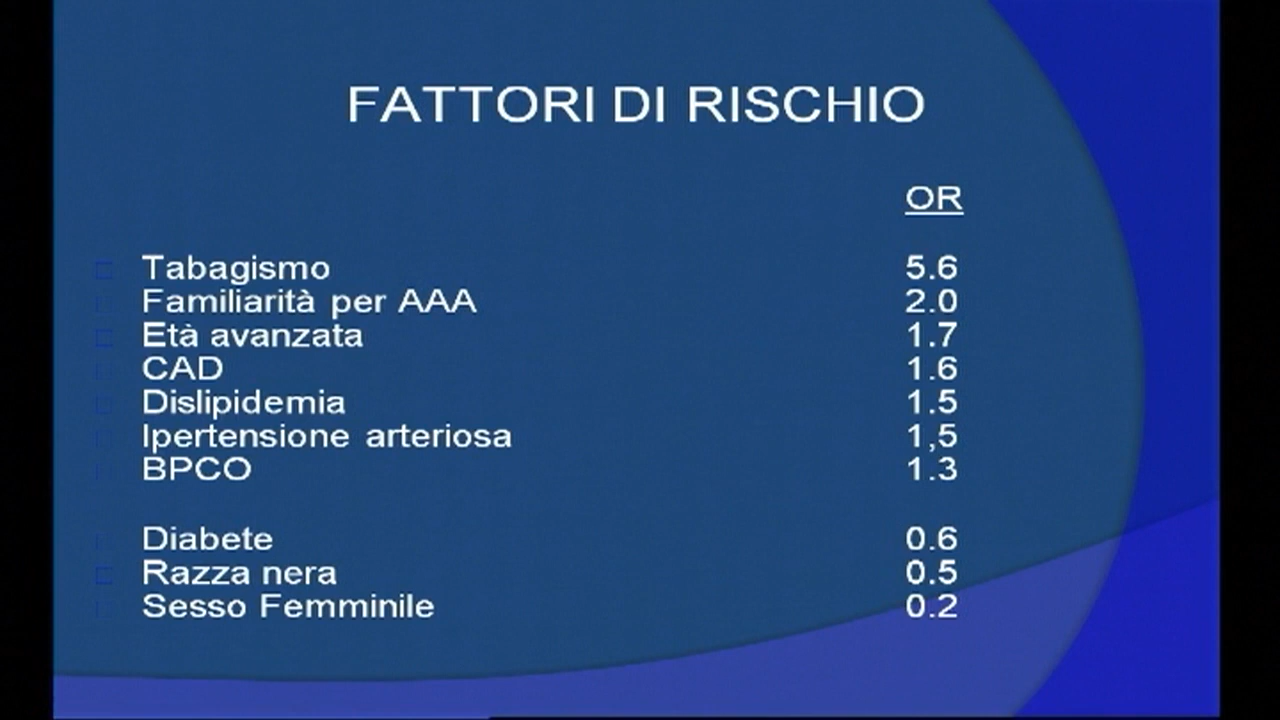 FATTORI DI RISCHIO
OR
Tabagismo 5.6
Familiarità per AAA 2.0
Età avanzata 1.7
CAD 1.6
Dislipidemia 1.5
Ipertensione arteriosa 1,5
BPCO 1.3
Diabete 0.6
Razza nera 0.5
Sesso Femminile 0.2